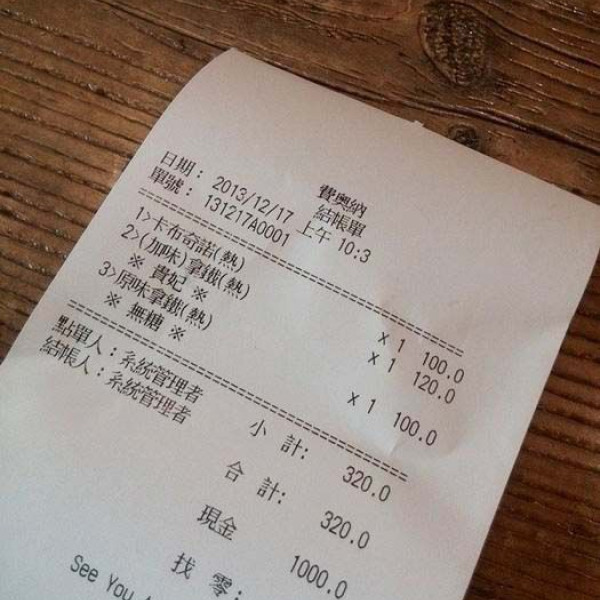 費奧納
結帳單
日期: 2013/12/17 上午 10:3
單號: 131217A0001
==============================
1>卡布奇諾(熱) x 1 100.0
2>(加味)拿鐵(熱) x 1 120.0
※ 貴妃 ※
3>原味拿鐵(熱) x 1 100.0
※ 無糖 ※
==============================
點單人:系統管理者
結帳人:系統管理者
小 計: 320.0
合 計: 320.0
現金 1000.0
找 零:
See You